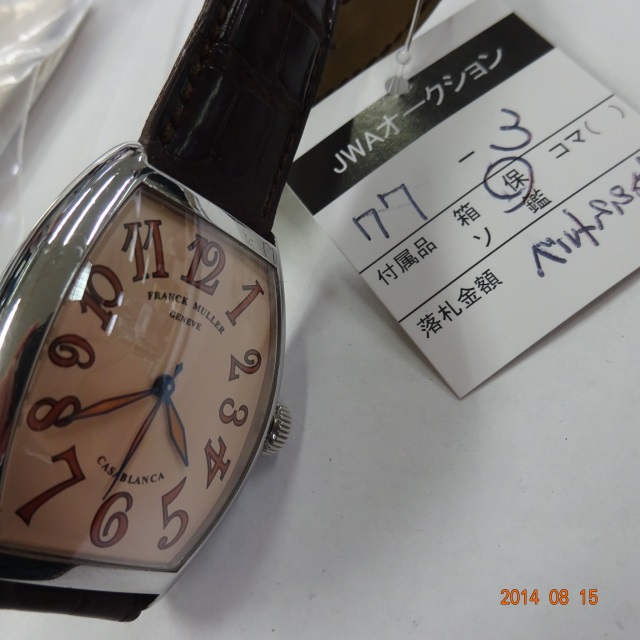 11 12 1
10 2
9 3
8 4
7 6 5
FRANCK MULLER
GENEVE
CASABLANCA
JWAオークション
77 - 3
付属品 箱 保 コマ( )
ソ 鑑
落札金額
2014 08 15